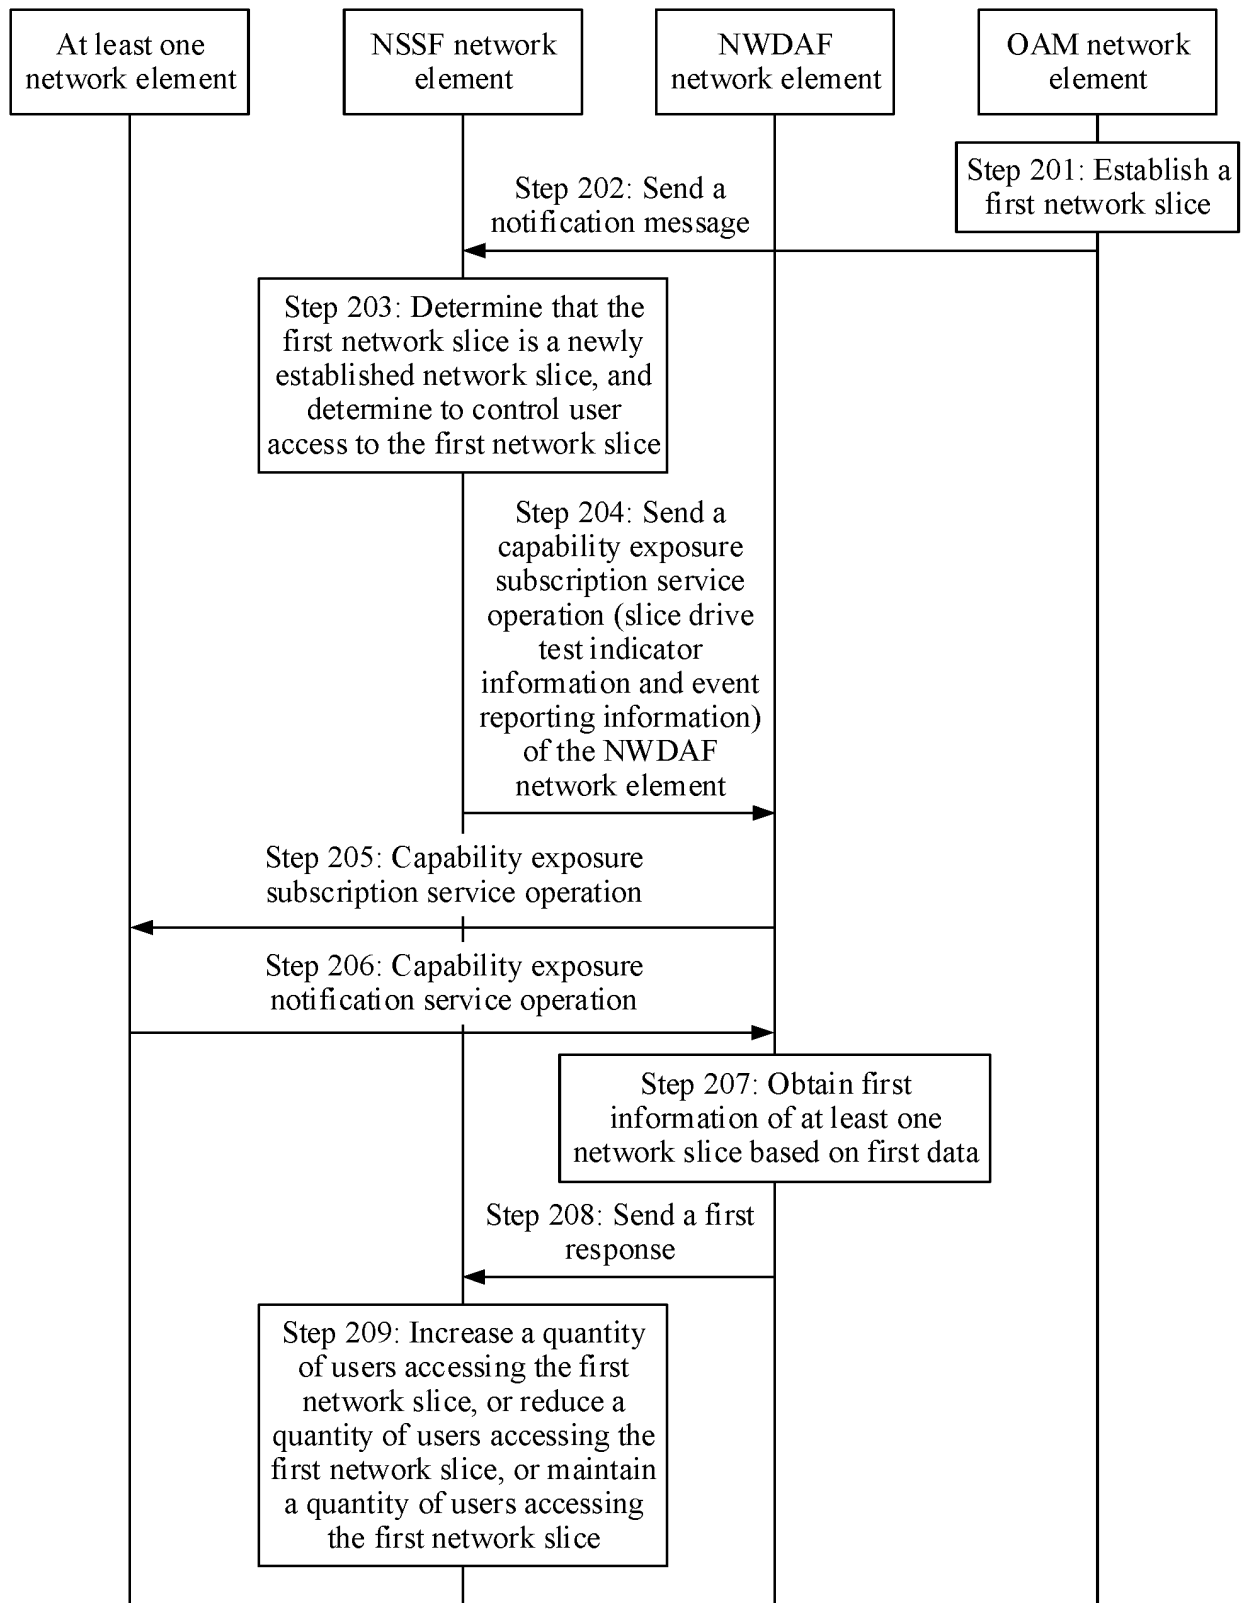 At least one
network element
NSSF network
element
NWDAF
network element
OAM network
element
Step 201: Establish a
first network slice
Step 202: Send a
notification message
Step 203: Determine that the
first network slice is a newly
established network slice, and
determine to control user
access to the first network slice
Step 204: Send a
capability exposure
subscription service
operation (slice drive
test indicator
information and event
reporting information)
of the NWDAF
network element
Step 205: Capability exposure
subscription service operation
Step 206: Capability exposure
notification service operation
Step 207: Obtain first
information of at least one
network slice based on first data
Step 208: Send a first
response
Step 209: Increase a quantity
of users accessing the first
network slice, or reduce a
quantity of users accessing the
first network slice, or maintain
a quantity of users accessing
the first network slice